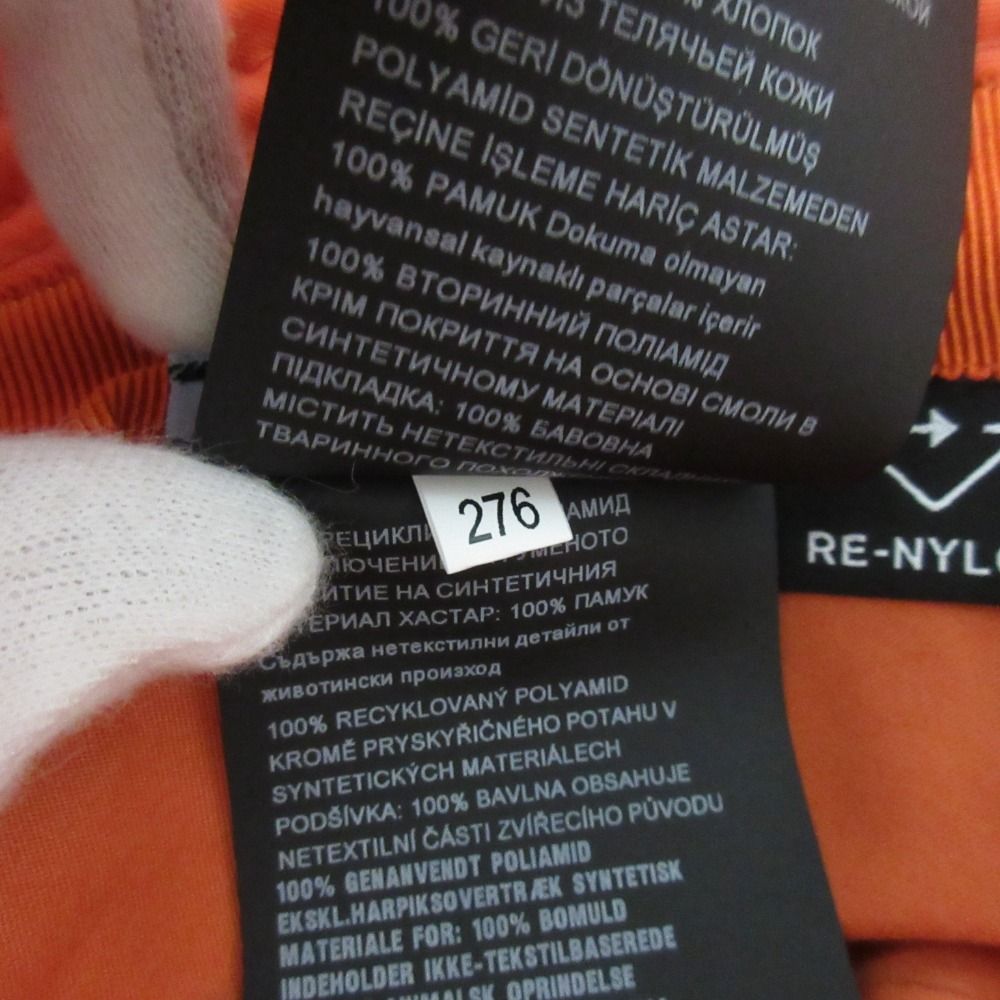 % ХЛОПОК
ИЗ ТЕЛЯЧЬЕЙ КОЖИ
100% GERİ DÖNÜŞTÜRÜLMÜŞ
POLYAMİD SENTETİK MALZEMEDEN
REÇİNE İŞLEME HARİÇ ASTAR:
100% PAMUK Dokuma olmayan
hayvansal kaynaklı parçalar içerir
100% ВТОРИННИЙ ПОЛІАМІД
КРІМ ПОКРИТТЯ НА ОСНОВІ СМОЛИ В
СИНТЕТИЧНОМУ МАТЕРІАЛІ
ПІДКЛАДКА: 100% БАВОВНА
МІСТИТЬ НЕТЕКСТИЛЬНІ
ТВАРИННОГО
276
НА СИНТЕТИЧНИЯ
ХАСТАР: 100% ПАМУК
Съдържа нетекстилни детайли от
животински произход
100% RECYKLOVANÝ POLYAMID
KROMĚ PRYSKYŘIČNÉHO POTAHU V
SYNTETICKÝCH MATERIÁLECH
PODŠÍVKA: 100% BAVLNA OBSAHUJE
NETEXTILNÍ ČÁSTI ZVÍŘECÍHO PŮVODU
100% GENANVENDT POLIAMID
EKSKL.HARPIKSOVERTRÆK SYNTETISK
MATERIALE FOR: 100% BOMULD
INDEHOLDER IKKE-TEKSTILBASEREDE
OPRINDELSE
RE-NYL